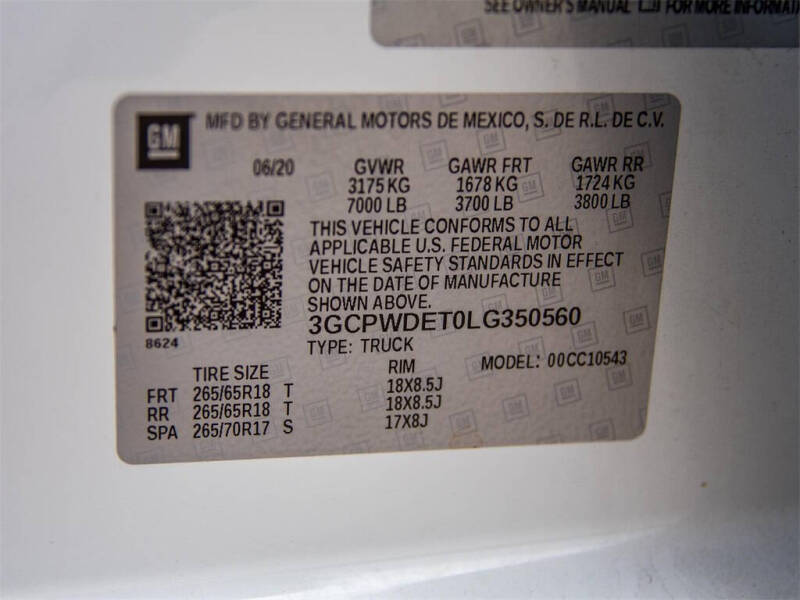 SEE OWNER'S MANUAL FOR MORE INFORMATI
GM MFD BY GENERAL MOTORS DE MEXICO, S. DE R.L. DE C.V.
06/20 GVWR GAWR FRT GAWR RR
3175 KG 1678 KG 1724 KG
7000 LB 3700 LB 3800 LB
THIS VEHICLE CONFORMS TO ALL
APPLICABLE U.S. FEDERAL MOTOR
VEHICLE SAFETY STANDARDS IN EFFECT
ON THE DATE OF MANUFACTURE
SHOWN ABOVE.
3GCPWDET0LG350560
8624
TYPE: TRUCK MODEL: 00CC10543
TIRE SIZE RIM
FRT 265/65R18 T 18X8.5J
RR 265/65R18 T 18X8.5J
SPA 265/70R17 S 17X8J